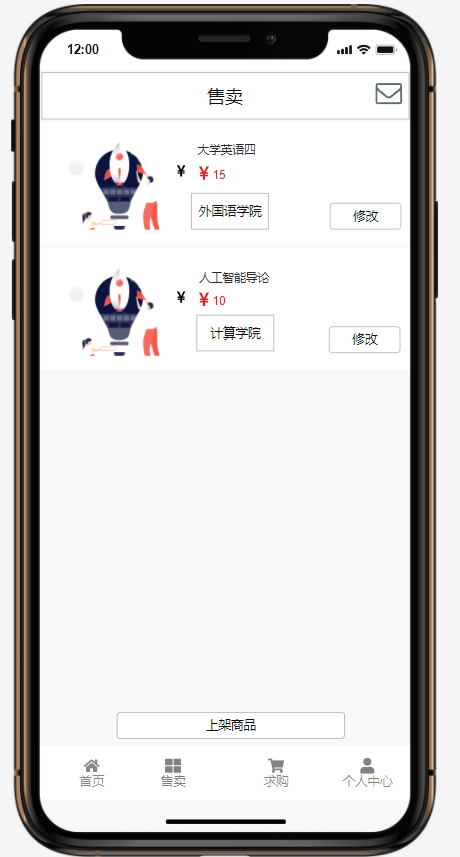 12:00
售卖
大学英语四
¥ ¥ 15
外国语学院
修改
人工智能导论
¥ ¥ 10
计算学院
修改
上架商品
首页 售卖 求购 个人中心